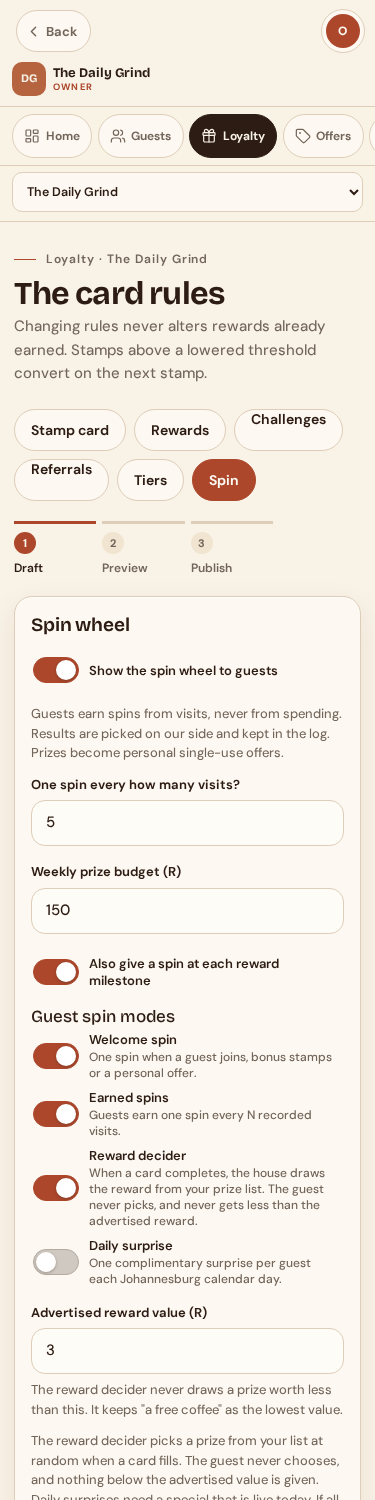 Back
O
DG
The Daily Grind
OWNER
Home
Guests
Loyalty
Offers
The Daily Grind
Loyalty · The Daily Grind
The card rules
Changing rules never alters rewards already
earned. Stamps above a lowered threshold
convert on the next stamp.
Stamp card
Rewards
Challenges
Referrals
Tiers
Spin
1
2
3
Draft
Preview
Publish
Spin wheel
Show the spin wheel to guests
Guests earn spins from visits, never from spending.
Results are picked on our side and kept in the log.
Prizes become personal single-use offers.
One spin every how many visits?
5
Weekly prize budget (R)
150
Also give a spin at each reward
milestone
Guest spin modes
Welcome spin
One spin when a guest joins, bonus stamps
or a personal offer.
Earned spins
Guests earn one spin every N recorded
visits.
Reward decider
When a card completes, the house draws
the reward from your prize list. The guest
never picks, and never gets less than the
advertised reward.
Daily surprise
One complimentary surprise per guest
each Johannesburg calendar day.
Advertised reward value (R)
3
The reward decider never draws a prize worth less
than this. It keeps "a free coffee" as the lowest value.
The reward decider picks a prize from your list at
random when a card fills. The guest never chooses,
and nothing below the advertised value is given.
Daily surprises need a special that is live today. If all